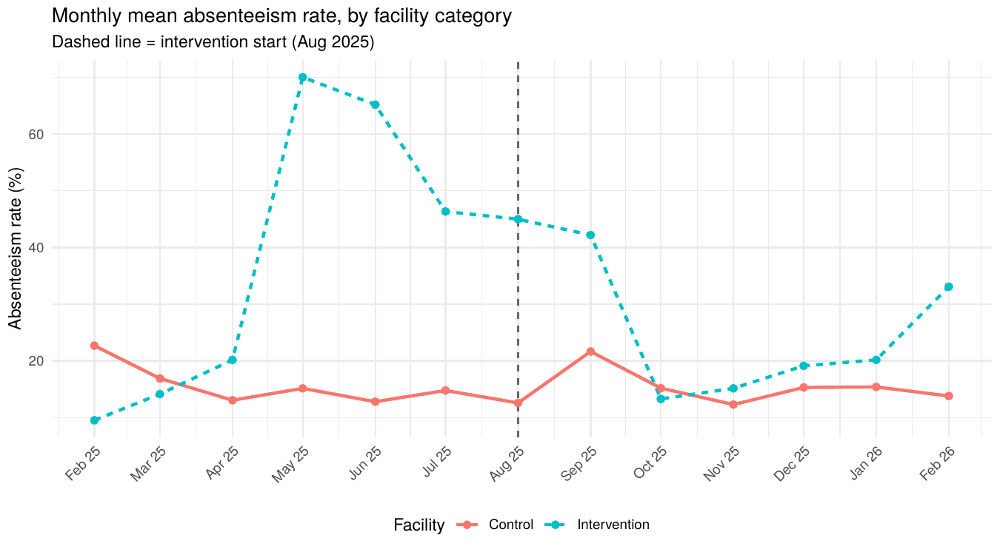 Monthly mean absenteeism rate, by facility category
Dashed line = intervention start (Aug 2025)
Absenteeism rate (%)
60
40
20
Feb 25
Mar 25
Apr 25
May 25
Jun 25
Jul 25
Aug 25
Sep 25
Oct 25
Nov 25
Dec 25
Jan 26
Feb 26
Facility
Control
Intervention